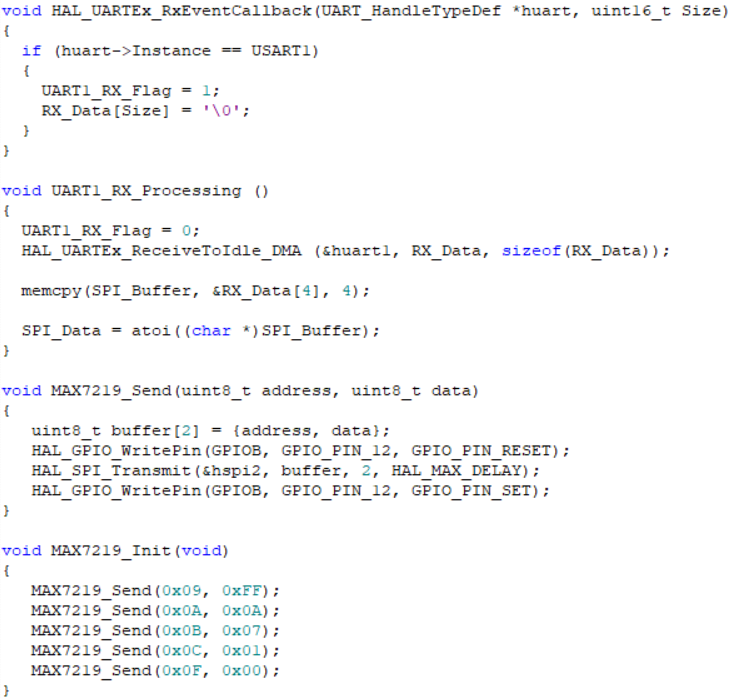 void HAL_UARTEx_RxEventCallback(UART_HandleTypeDef *huart, uint16_t Size)
{
  if (huart->Instance == USART1)
  {
    UART1_RX_Flag = 1;
    RX_Data[Size] = '\0';
  }
}

void UART1_RX_Processing ()
{
  UART1_RX_Flag = 0;
  HAL_UARTEx_ReceiveToIdle_DMA (&huart1, RX_Data, sizeof(RX_Data));

  memcpy(SPI_Buffer, &RX_Data[4], 4);

  SPI_Data = atoi((char *)SPI_Buffer);
}

void MAX7219_Send(uint8_t address, uint8_t data)
{
   uint8_t buffer[2] = {address, data};
   HAL_GPIO_WritePin(GPIOB, GPIO_PIN_12, GPIO_PIN_RESET);
   HAL_SPI_Transmit(&hspi2, buffer, 2, HAL_MAX_DELAY);
   HAL_GPIO_WritePin(GPIOB, GPIO_PIN_12, GPIO_PIN_SET);
}

void MAX7219_Init(void)
{
   MAX7219_Send(0x09, 0xFF);
   MAX7219_Send(0x0A, 0x0A);
   MAX7219_Send(0x0B, 0x07);
   MAX7219_Send(0x0C, 0x01);
   MAX7219_Send(0x0F, 0x00);
}